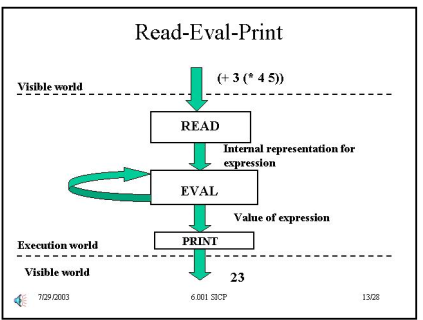 Read-Eval-Print
(+ 3 (* 4 5))
Visible world
READ
Internal representation for
expression
EVAL
Value of expression
PRINT
Execution world
Visible world
23
7/29/2003
6.001 SICP
13/28